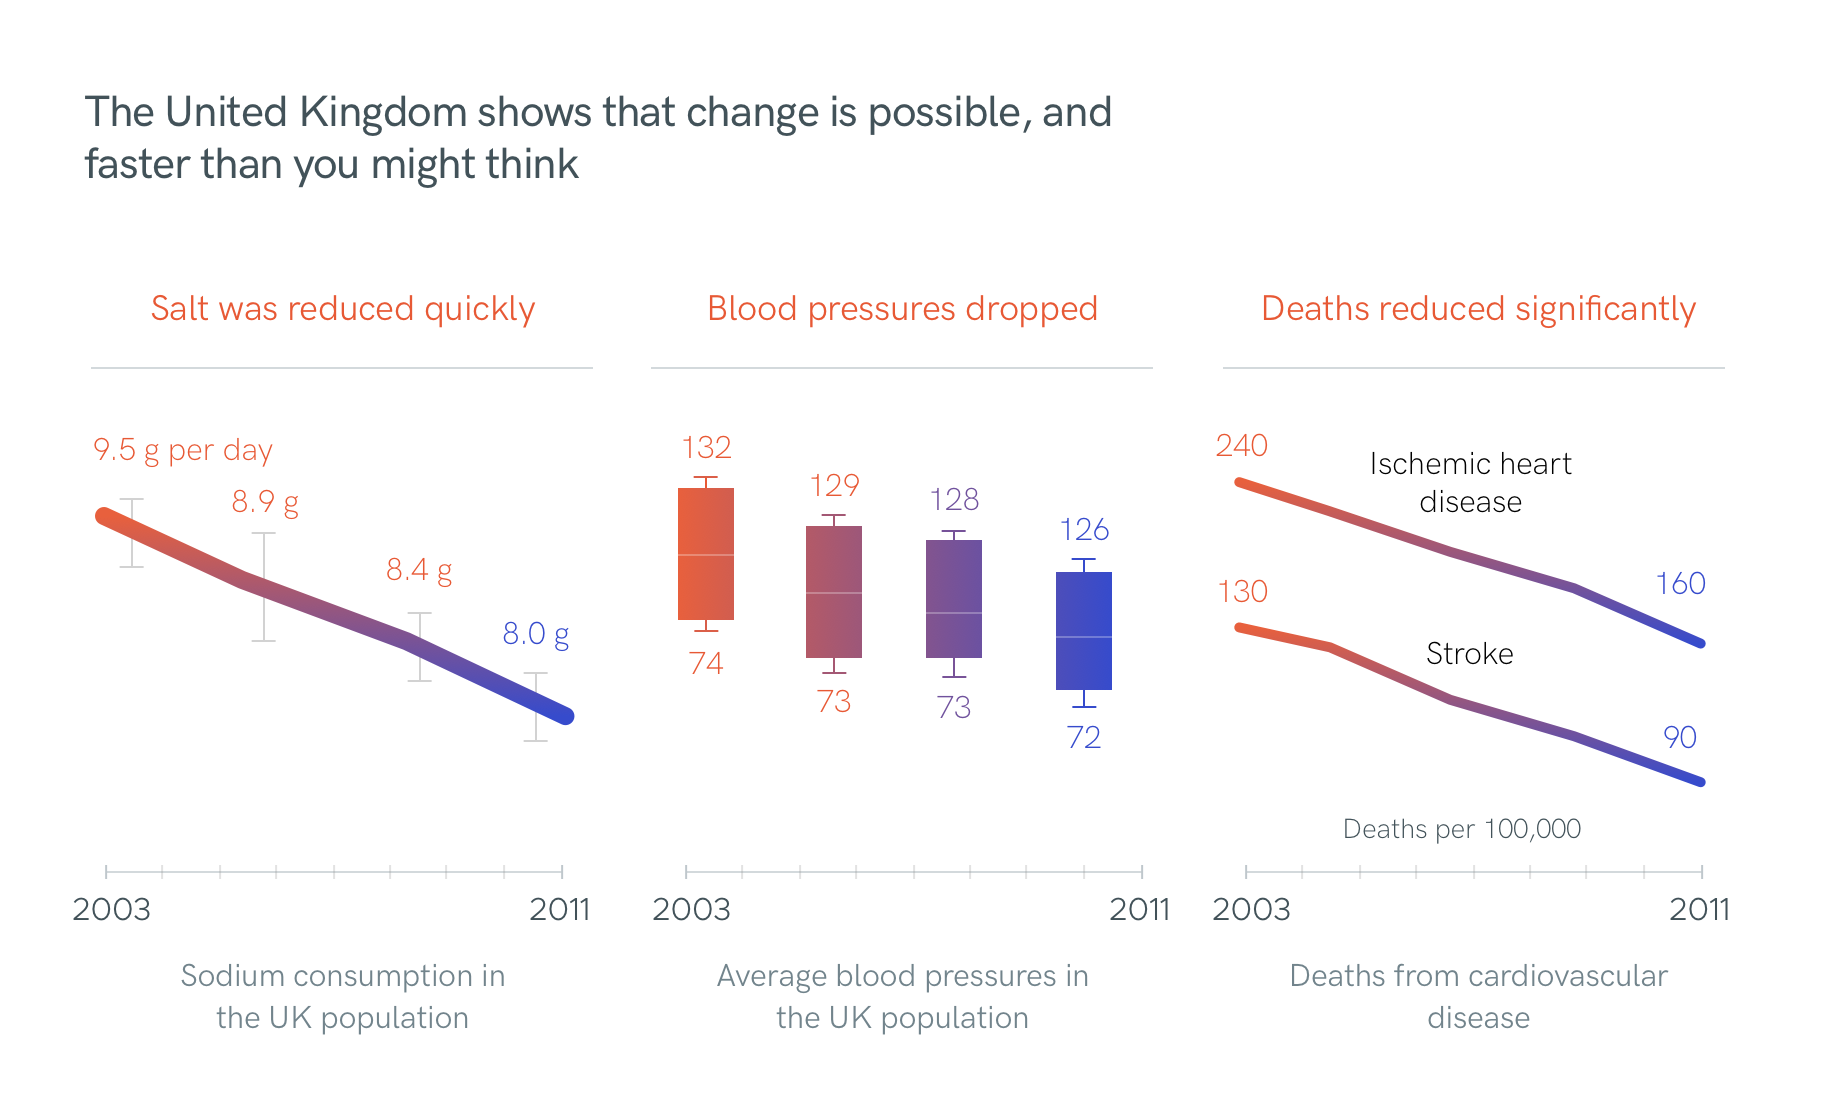 The United Kingdom shows that change is possible, and
faster than you might think
Salt was reduced quickly
9.5 g per day
8.9 g
8.4 g
8.0 g
2003
2011
Sodium consumption in
the UK population
Blood pressures dropped
132
129
128
126
74
73
73
72
2003
2011
Average blood pressures in
the UK population
Deaths reduced significantly
240
Ischemic heart
disease
160
130
Stroke
90
Deaths per 100,000
2003
2011
Deaths from cardiovascular
disease